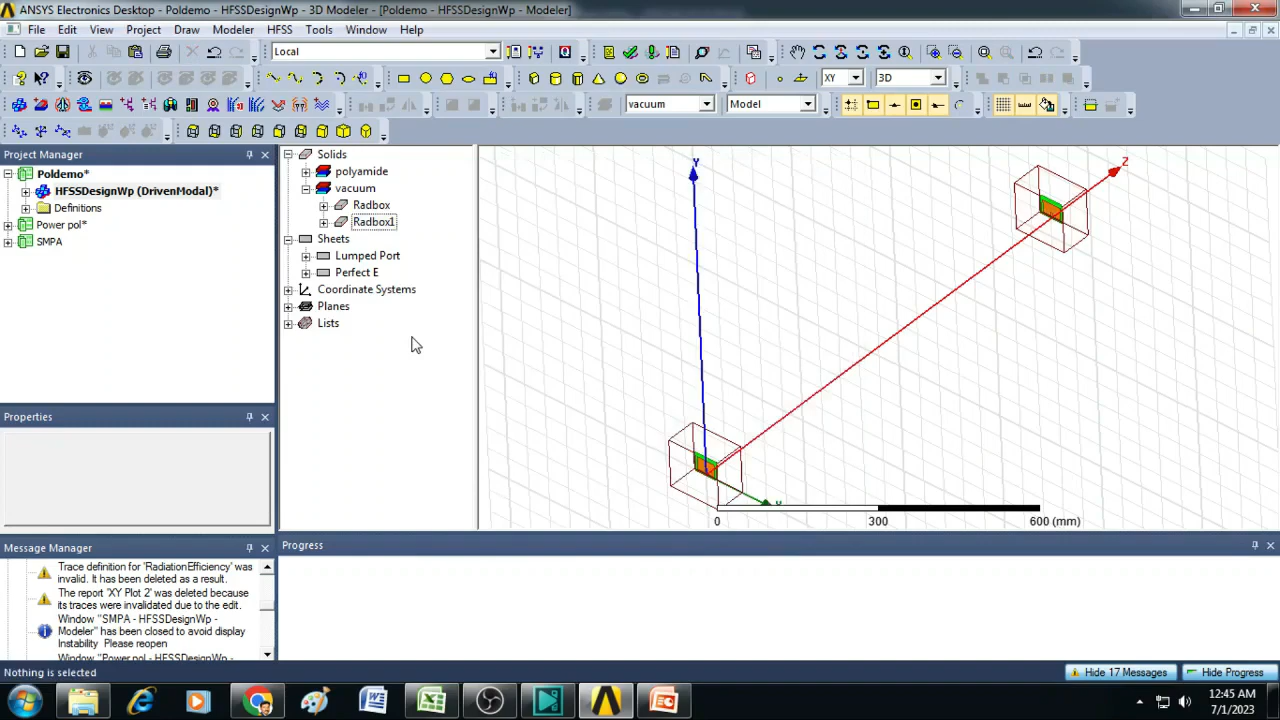 ANSYS Electronics Desktop - Poldemo - HFSSDesignWp - 3D Modeler - [Poldemo - HFSSDesignWp - Modeler]
File Edit View Project Draw Modeler HFSS Tools Window Help
Local
XY 3D
vacuum Model
Project Manager
Poldemo*
HFSSDesignWp (DrivenModal)*
Definitions
Power pol*
SMPA
Solids
polyamide
vacuum
Radbox
Radbox1
Sheets
Lumped Port
Perfect E
Coordinate Systems
Planes
Lists
Y
Z
0 300 600 (mm)
Properties
Message Manager
Trace definition for 'RadiationEfficiency' was
invalid. It has been deleted as a result.
The report 'XY Plot 2' was deleted because
its traces were invalidated due to the edit.
Window "SMPA - HFSSDesignWp -
Modeler" has been closed to avoid display
Instability Please reopen
Window "Power pol - HFSSDesignWp -
Progress
Nothing is selected
Hide 17 Messages
Hide Progress
12:45 AM
7/1/2023